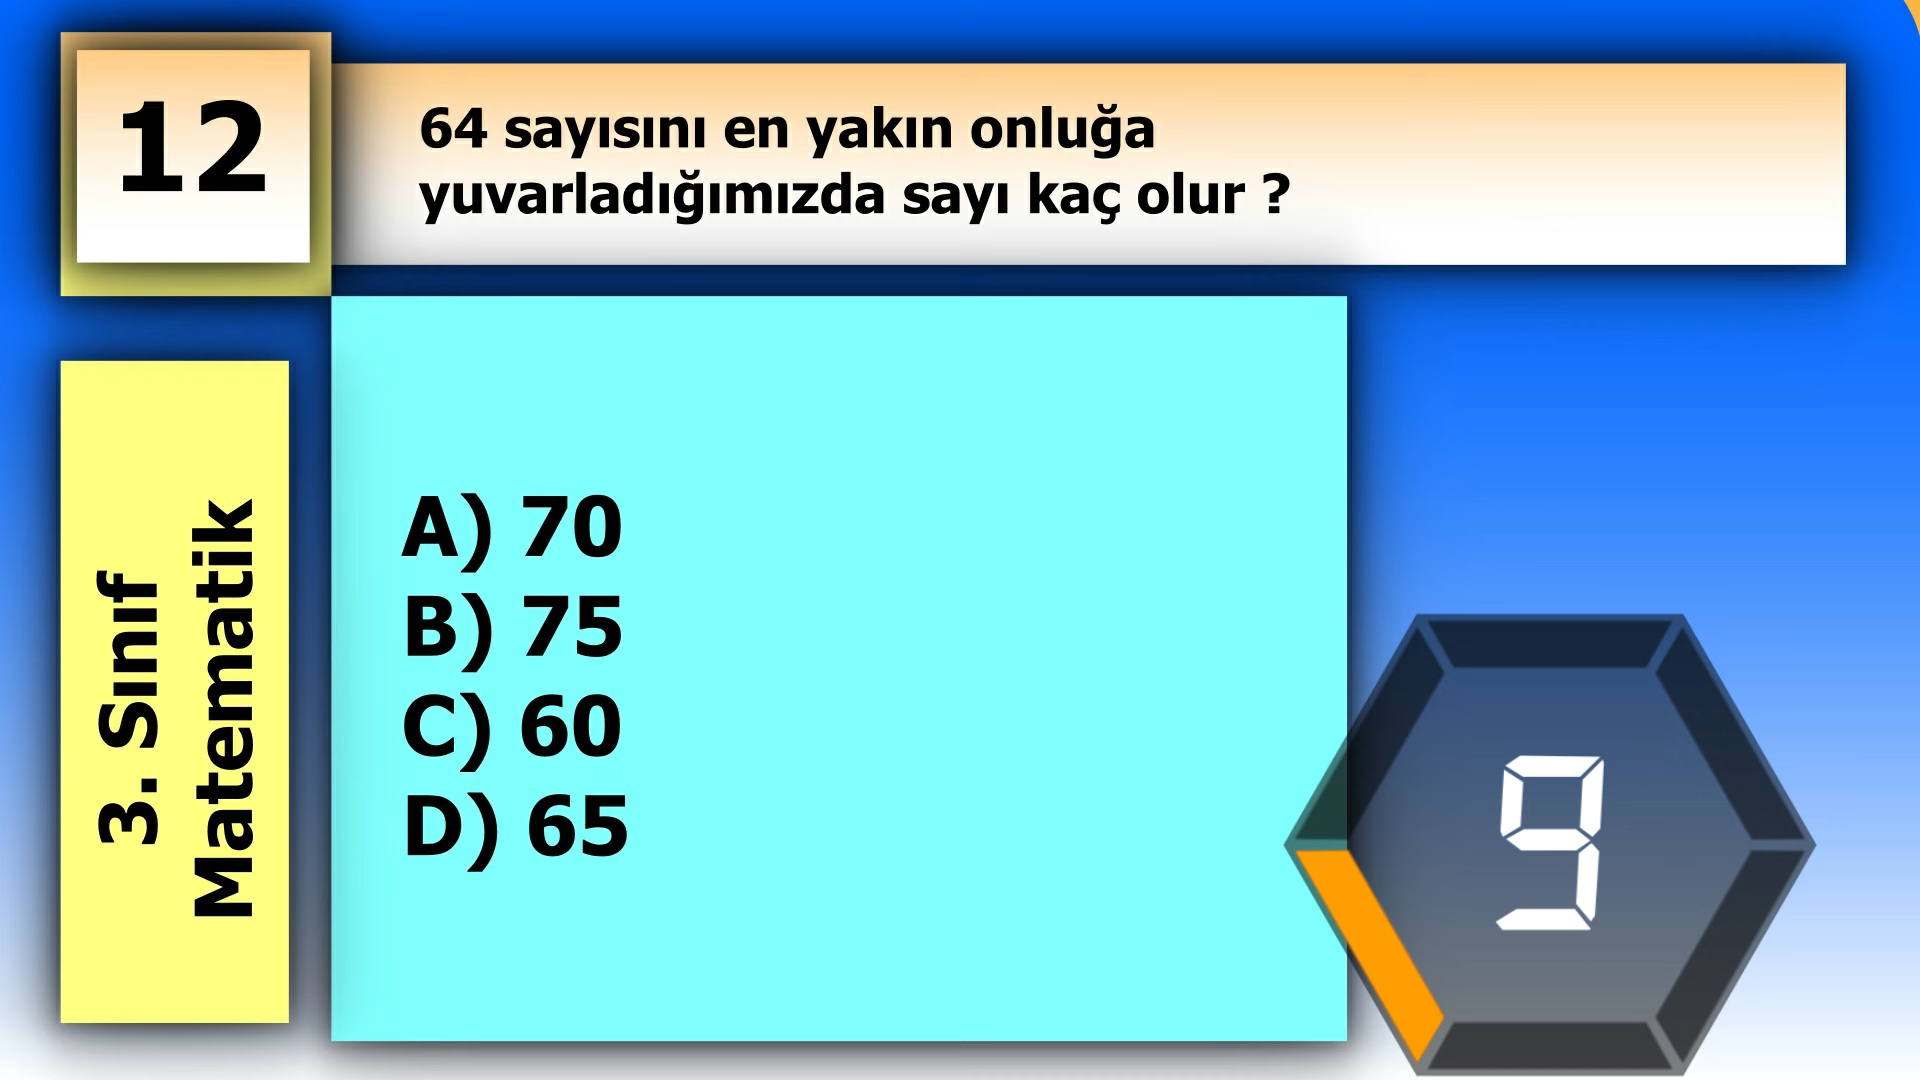 12
64 sayısını en yakın onluğa
yuvarladığımızda sayı kaç olur ?
3. Sınıf
Matematik
A) 70
B) 75
C) 60
D) 65
9